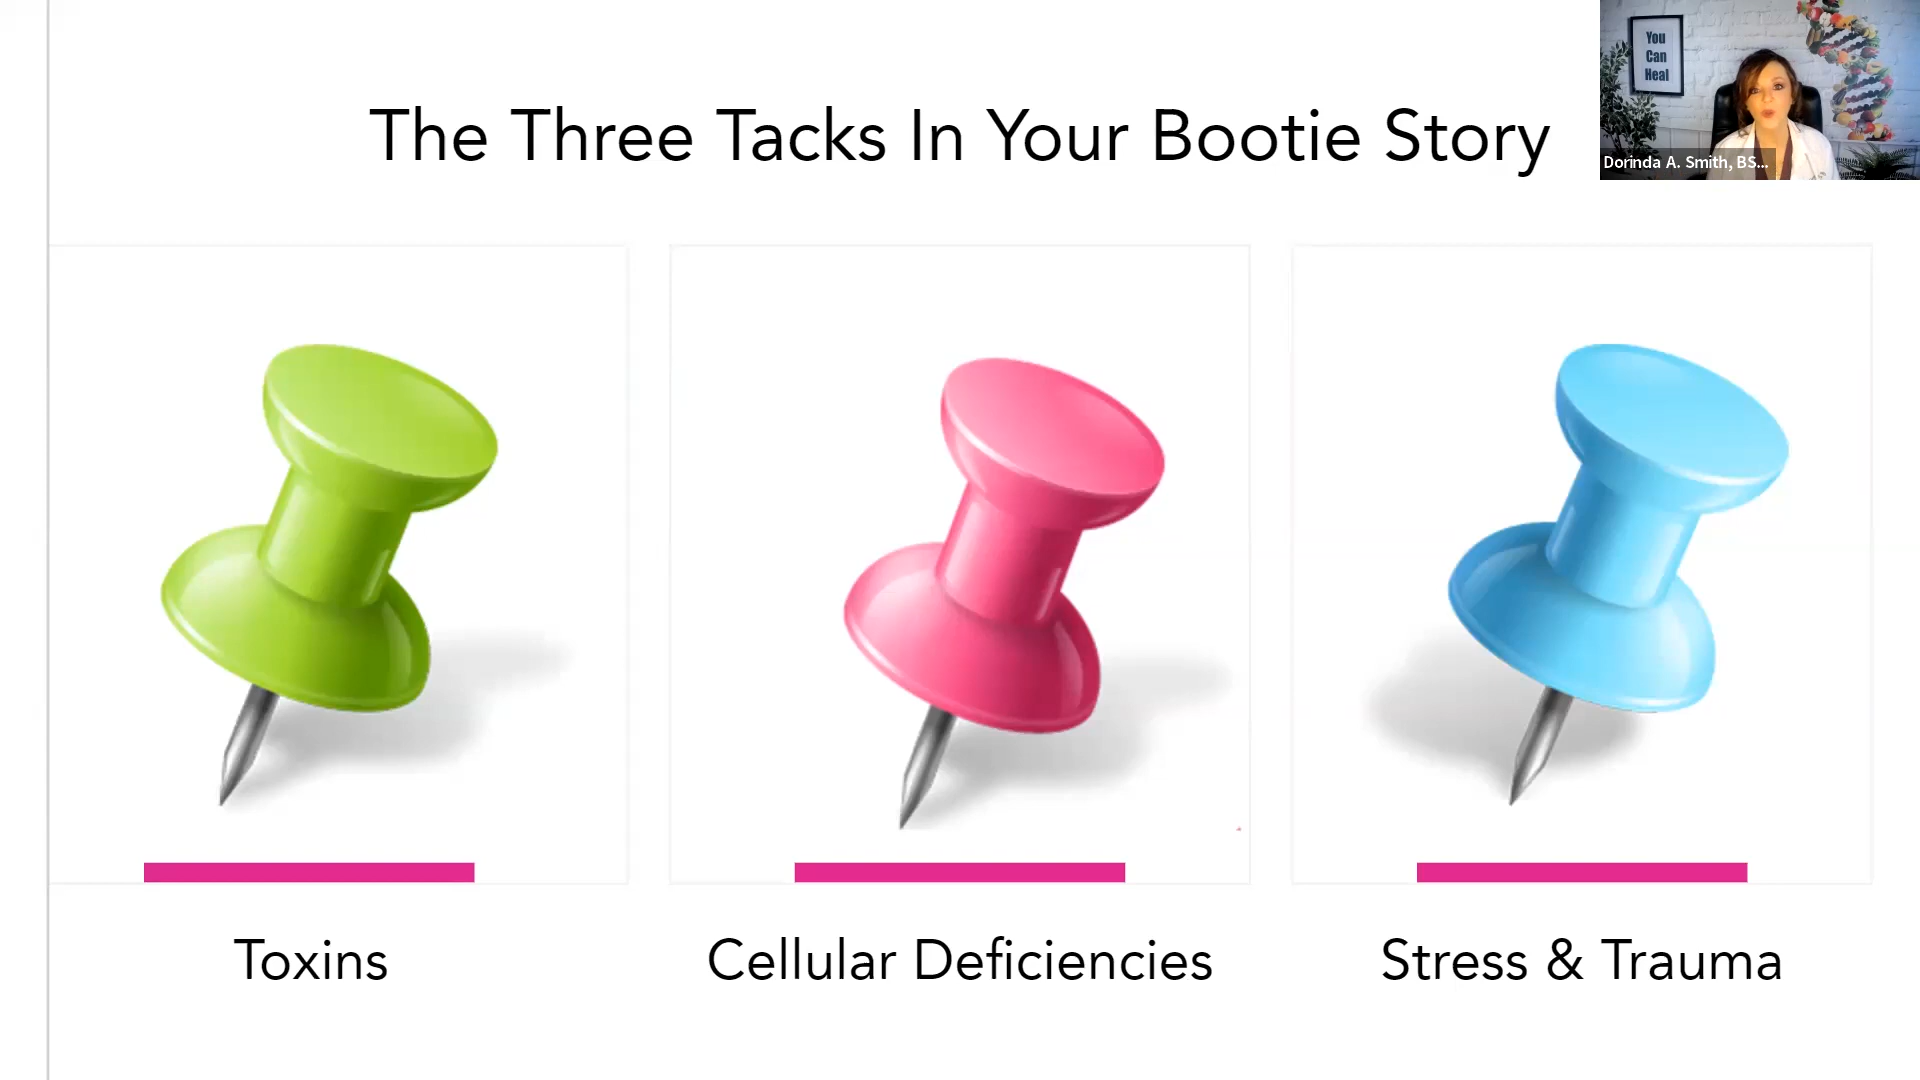 The Three Tacks In Your Bootie Story
You
Can
Heal
Dorinda A. Smith, BS...
Toxins
Cellular Deficiencies
Stress & Trauma